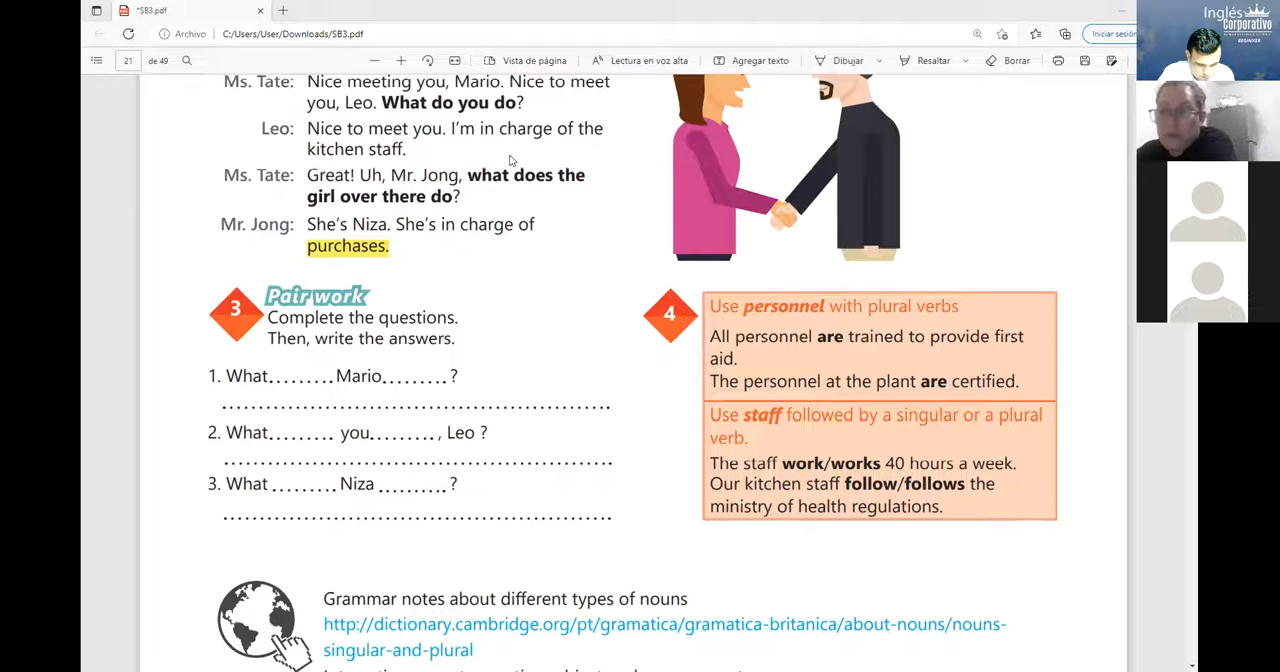 *SB3.pdf
Inglés
Corporativo
BEGINNER
Archivo
C:/Users/User/Downloads/SB3.pdf
Iniciar sesión
21
de 49
Vista de página
Lectura en voz alta
Agregar texto
Dibujar
Resaltar
Borrar
Ms. Tate: Nice meeting you, Mario. Nice to meet
you, Leo. What do you do?
Leo: Nice to meet you. I'm in charge of the
kitchen staff.
Ms. Tate: Great! Uh, Mr. Jong, what does the
girl over there do?
Mr. Jong: She's Niza. She's in charge of
purchases.
3
Pair work
Complete the questions.
Then, write the answers.
1. What.........Mario.........?
.................................................
2. What......... you........., Leo ?
.................................................
3. What ......... Niza .........?
.................................................
4
Use personnel with plural verbs
All personnel are trained to provide first
aid.
The personnel at the plant are certified.
Use staff followed by a singular or a plural
verb.
The staff work/works 40 hours a week.
Our kitchen staff follow/follows the
ministry of health regulations.
Grammar notes about different types of nouns
http://dictionary.cambridge.org/pt/gramatica/gramatica-britanica/about-nouns/nouns-
singular-and-plural